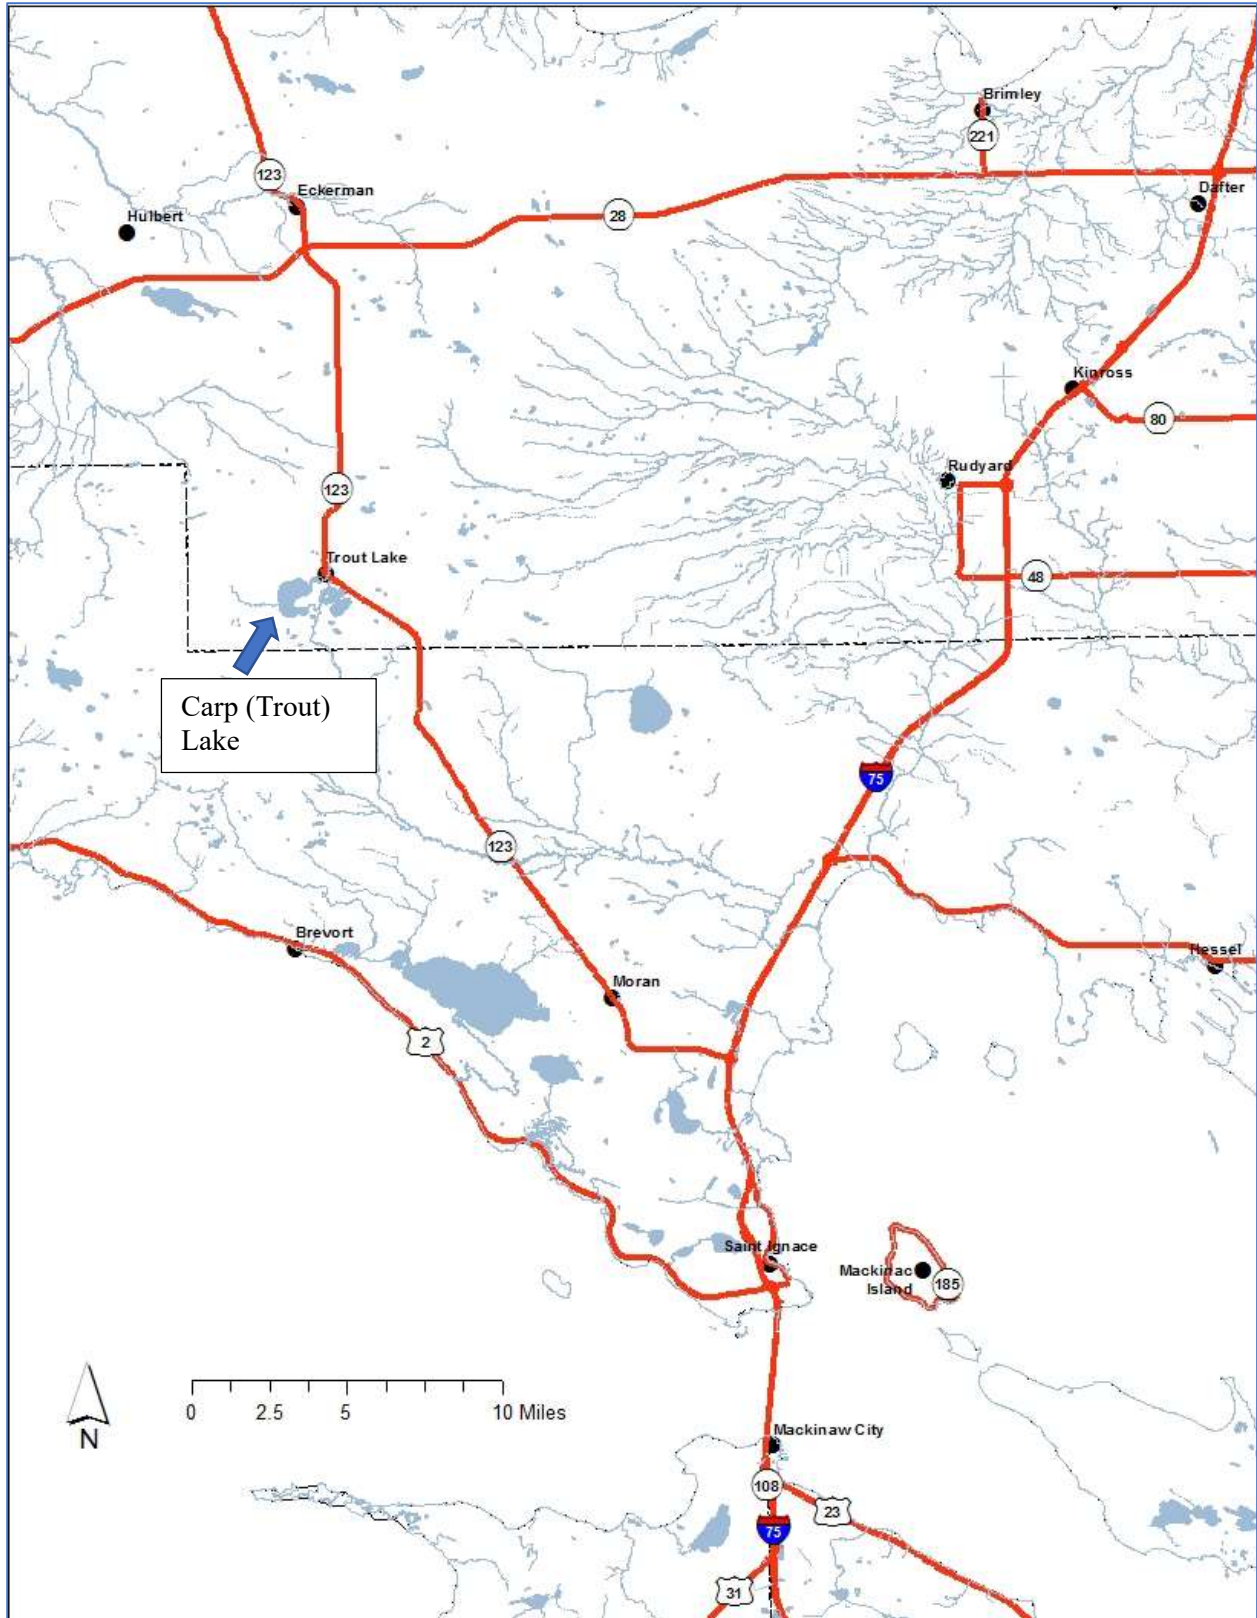 Brimley
221
123
Eckerman
Dafter
28
Hulbert
Kinross
80
Rudyard
123
Trout Lake
48
Carp (Trout)
Lake
75
123
Brevort
Hessel
Moran
2
Saint Ignace
Mackinac
Island
185
0 2.5 5 10 Miles
N
Mackinaw City
108
23
75
31